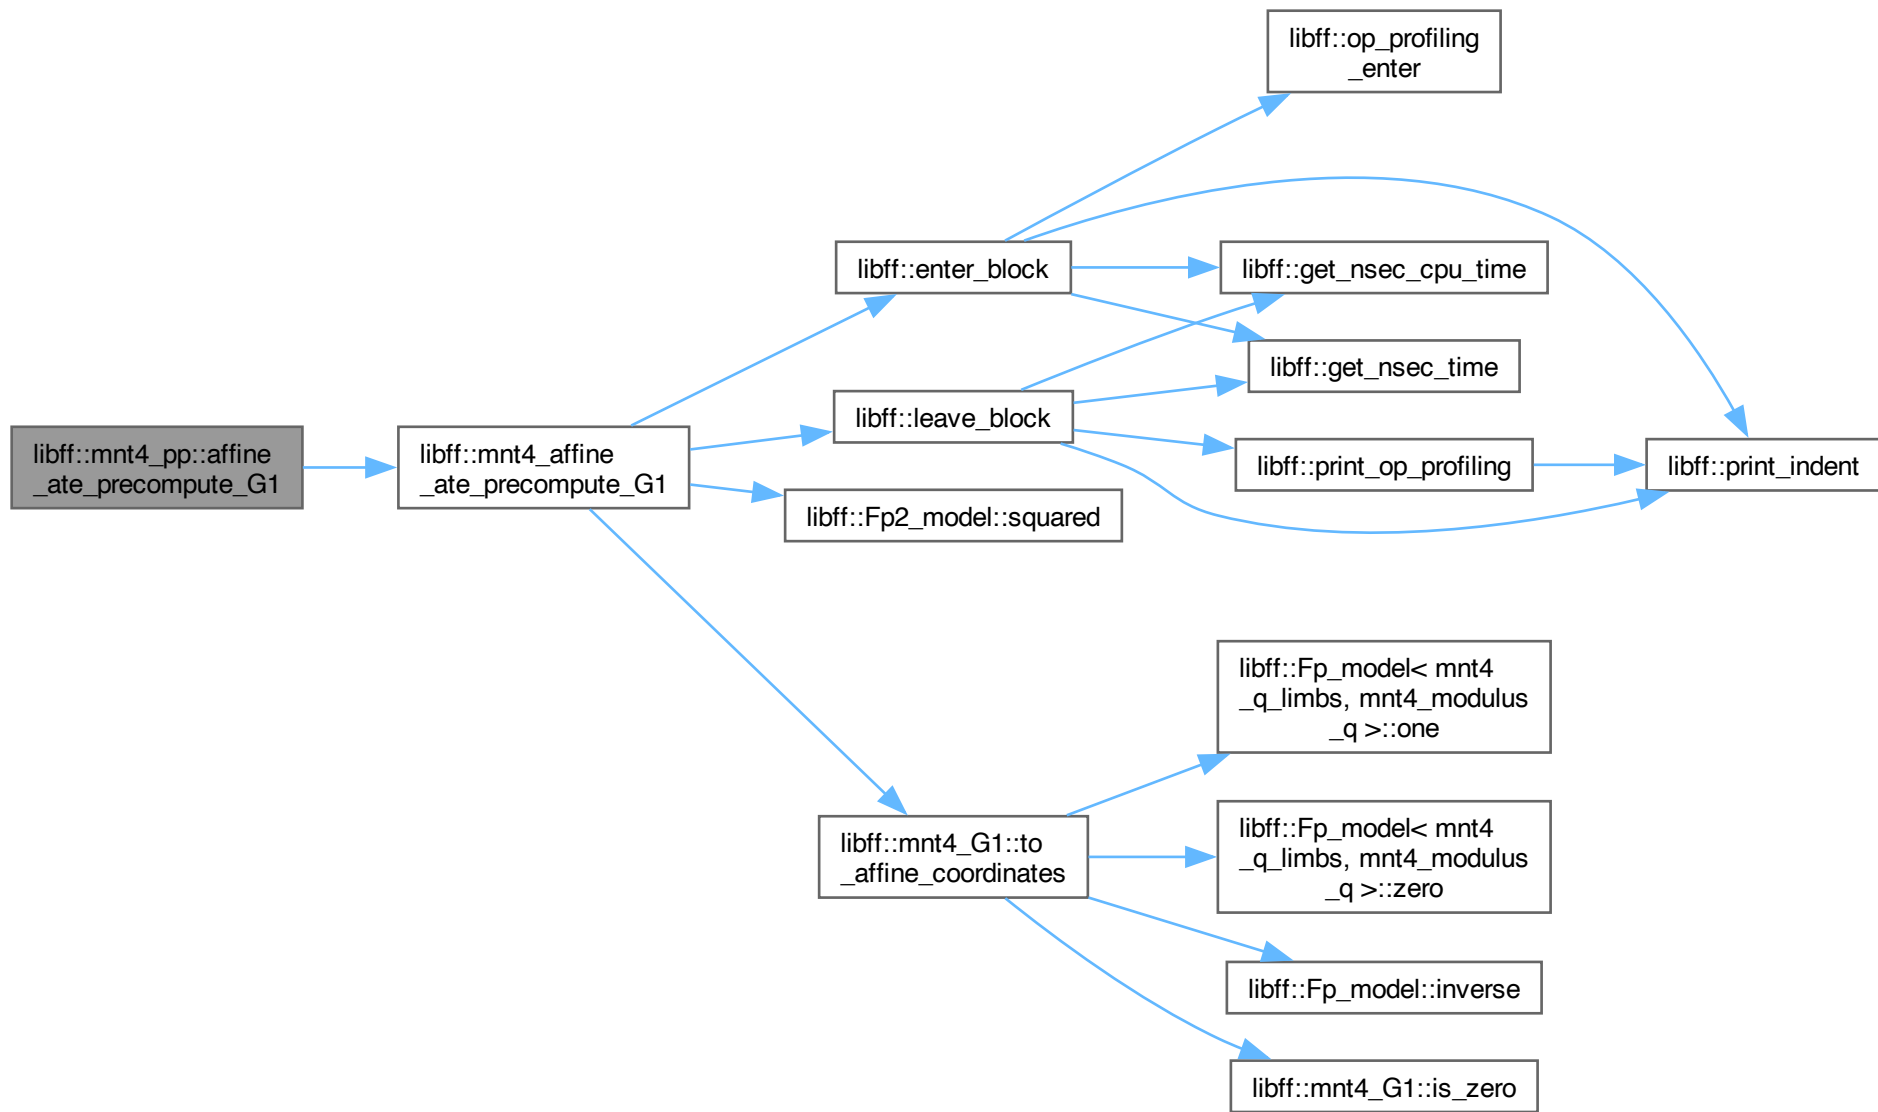 libff::mnt4_pp::affine
_ate_precompute_G1
libff::mnt4_affine
_ate_precompute_G1
libff::enter_block
libff::op_profiling
_enter
libff::get_nsec_cpu_time
libff::get_nsec_time
libff::leave_block
libff::print_op_profiling
libff::print_indent
libff::Fp2_model::squared
libff::mnt4_G1::to
_affine_coordinates
libff::Fp_model< mnt4
_q_limbs, mnt4_modulus
_q >::one
libff::Fp_model< mnt4
_q_limbs, mnt4_modulus
_q >::zero
libff::Fp_model::inverse
libff::mnt4_G1::is_zero